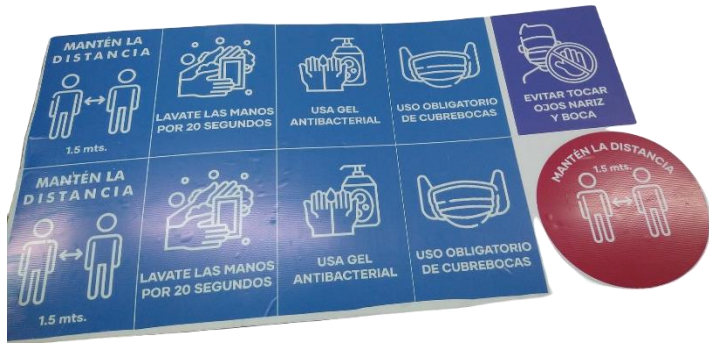 MANTÉN LA
DISTANCIA
1.5 mts.
LAVATE LAS MANOS
POR 20 SEGUNDOS
USA GEL
ANTIBACTERIAL
USO OBLIGATORIO
DE CUBREBOCAS
EVITAR TOCAR
OJOS NARIZ
Y BOCA
MANTÉN LA
DISTANCIA
1.5 mts.
LAVATE LAS MANOS
POR 20 SEGUNDOS
USA GEL
ANTIBACTERIAL
USO OBLIGATORIO
DE CUBREBOCAS
MANTÉN LA DISTANCIA
1.5 mts.